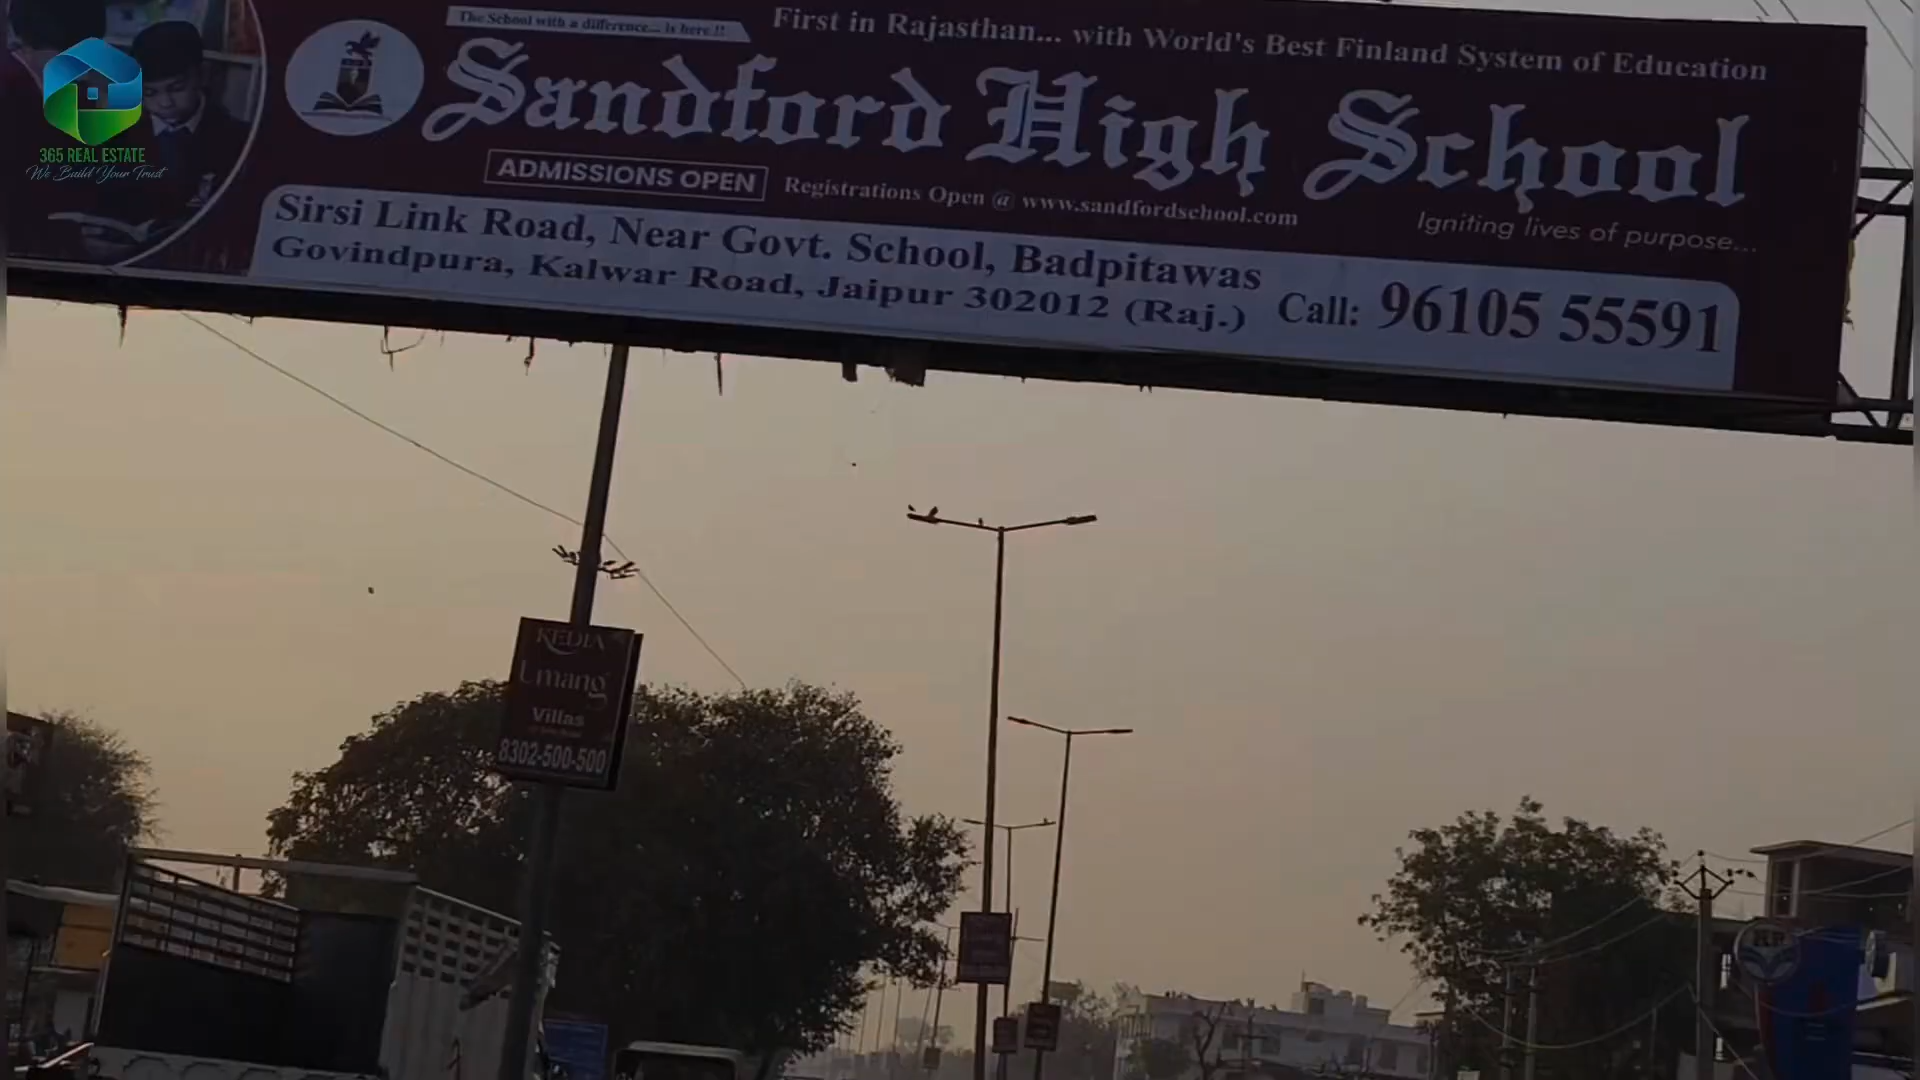 The School with a difference... is here !!
First in Rajasthan... with World's Best Finland System of Education
Sandford High School
ADMISSIONS OPEN
Registrations Open @ www.sandfordschool.com
Igniting lives of purpose...
Sirsi Link Road, Near Govt. School, Badpitawas
Govindpura, Kalwar Road, Jaipur 302012 (Raj.)
Call: 96105 55591
365 REAL ESTATE
We Build Your Trust
KEDIA
Umang
Villas
8302-500-500
HP